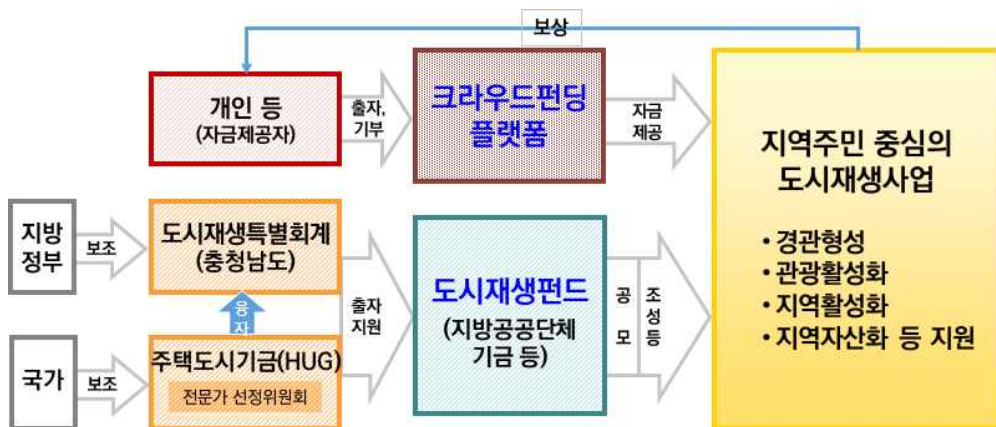 보상
개인 등
(자금제공자)
출자,
기부
크라우드펀딩
플랫폼
자금
제공
지역주민 중심의
도시재생사업
• 경관형성
• 관광활성화
• 지역활성화
• 지역자산화 등 지원
지방
정부
보조
도시재생특별회계
(충청남도)
융
자
출자
지원
도시재생펀드
(지방공공단체
기금 등)
공
모
조
성
등
국가
보조
주택도시기금(HUG)
전문가 선정위원회